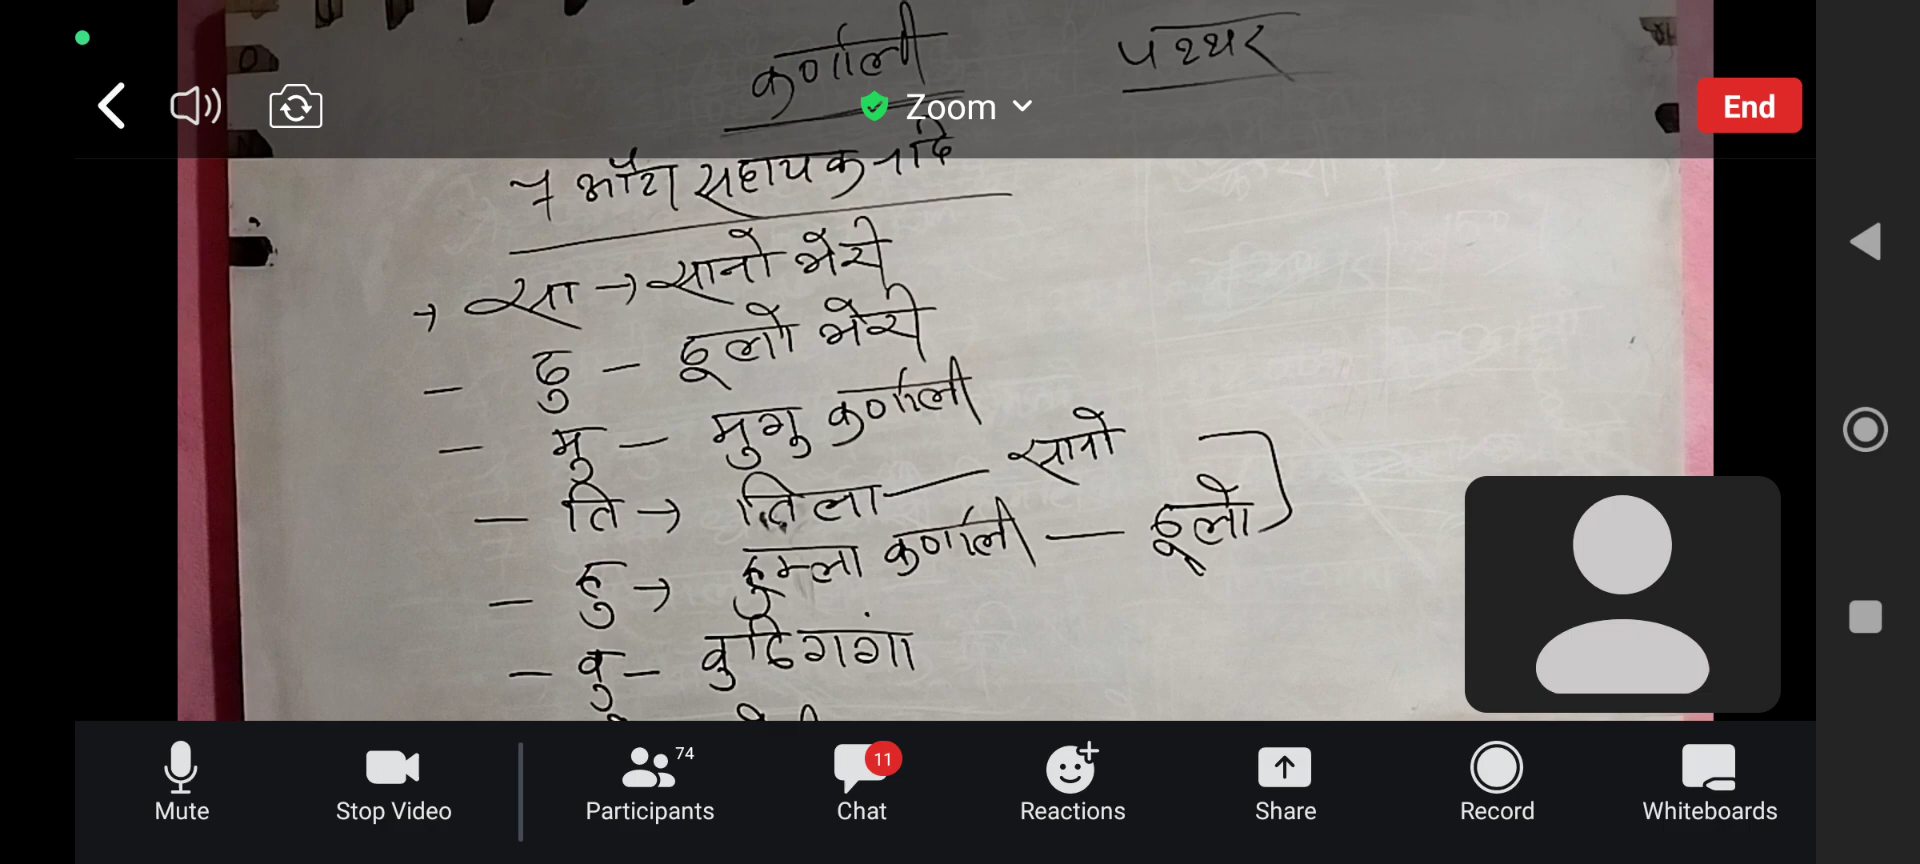 कर्णाली पत्थर
Zoom
End
७ ओटा सहायक नदि
→ सा → सानो भेरी
- ठु - ठूलो भेरी
- मु - मुगु कर्णाली
- ति → तिला — सानो
- हु → हुम्ला कर्णाली — ठूलो
- बु - बुढिगंगा
Mute
Stop Video
74
Participants
11
Chat
Reactions
Share
Record
Whiteboards